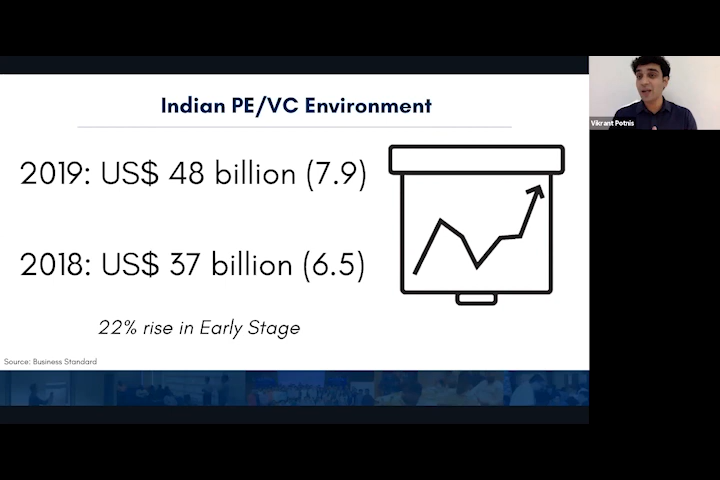 Indian PE/VC Environment
2019: US$ 48 billion (7.9)
2018: US$ 37 billion (6.5)
22% rise in Early Stage
Source: Business Standard
Vikrant Potnis